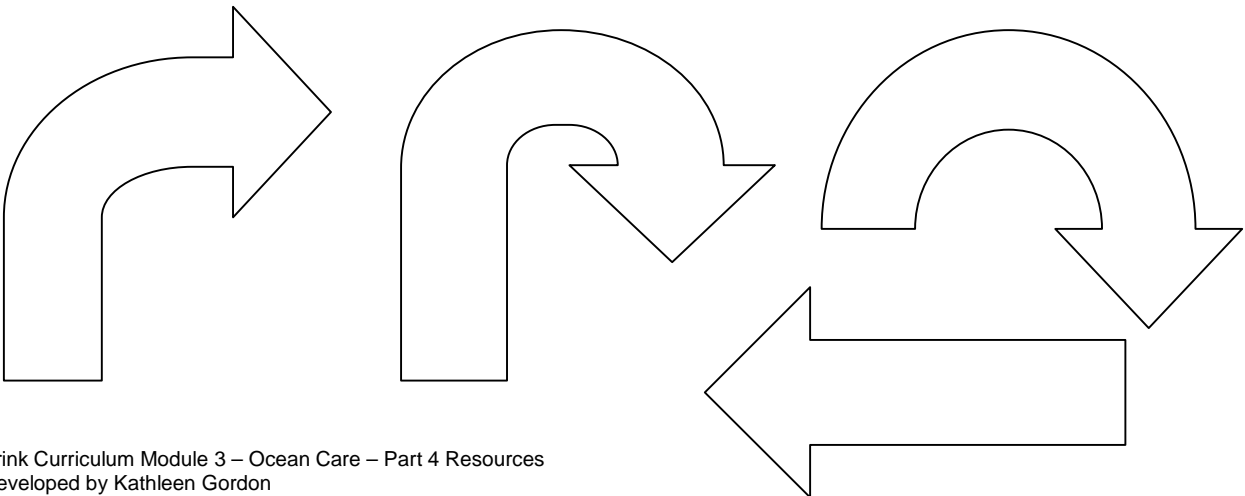 rink Curriculum Module 3 – Ocean Care – Part 4 Resources
eveloped by Kathleen Gordon